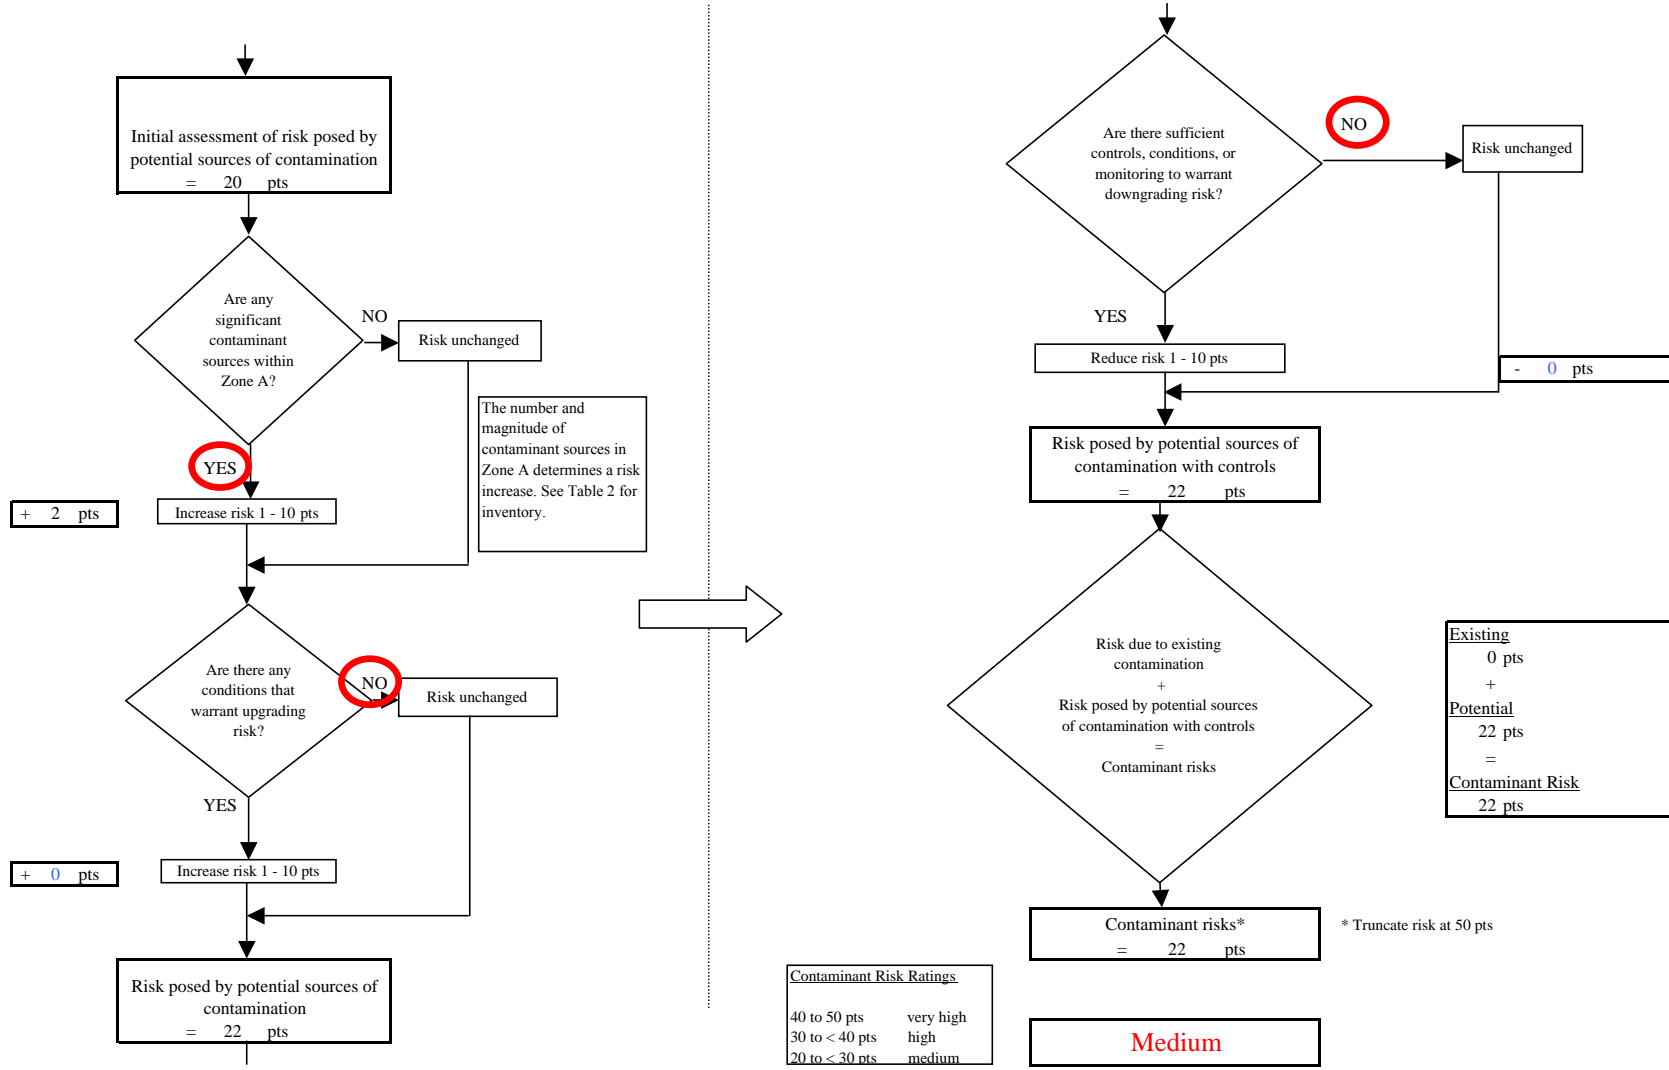 Initial assessment of risk posed by
potential sources of contamination
= 20 pts
Are any
significant
contaminant
sources within
Zone A?
NO
Risk unchanged
The number and
magnitude of
contaminant sources in
Zone A determines a risk
increase. See Table 2 for
inventory.
YES
+ 2 pts
Increase risk 1 - 10 pts
Are there any
conditions that
warrant upgrading
risk?
NO
Risk unchanged
YES
+ 0 pts
Increase risk 1 - 10 pts
Risk posed by potential sources of
contamination
= 22 pts
Are there sufficient
controls, conditions, or
monitoring to warrant
downgrading risk?
NO
Risk unchanged
YES
Reduce risk 1 - 10 pts
- 0 pts
Risk posed by potential sources of
contamination with controls
= 22 pts
Risk due to existing
contamination
+
Risk posed by potential sources
of contamination with controls
=
Contaminant risks
Existing
0 pts
+
Potential
22 pts
=
Contaminant Risk
22 pts
Contaminant risks*
= 22 pts
* Truncate risk at 50 pts
Contaminant Risk Ratings
40 to 50 pts very high
30 to < 40 pts high
20 to < 30 pts medium
Medium